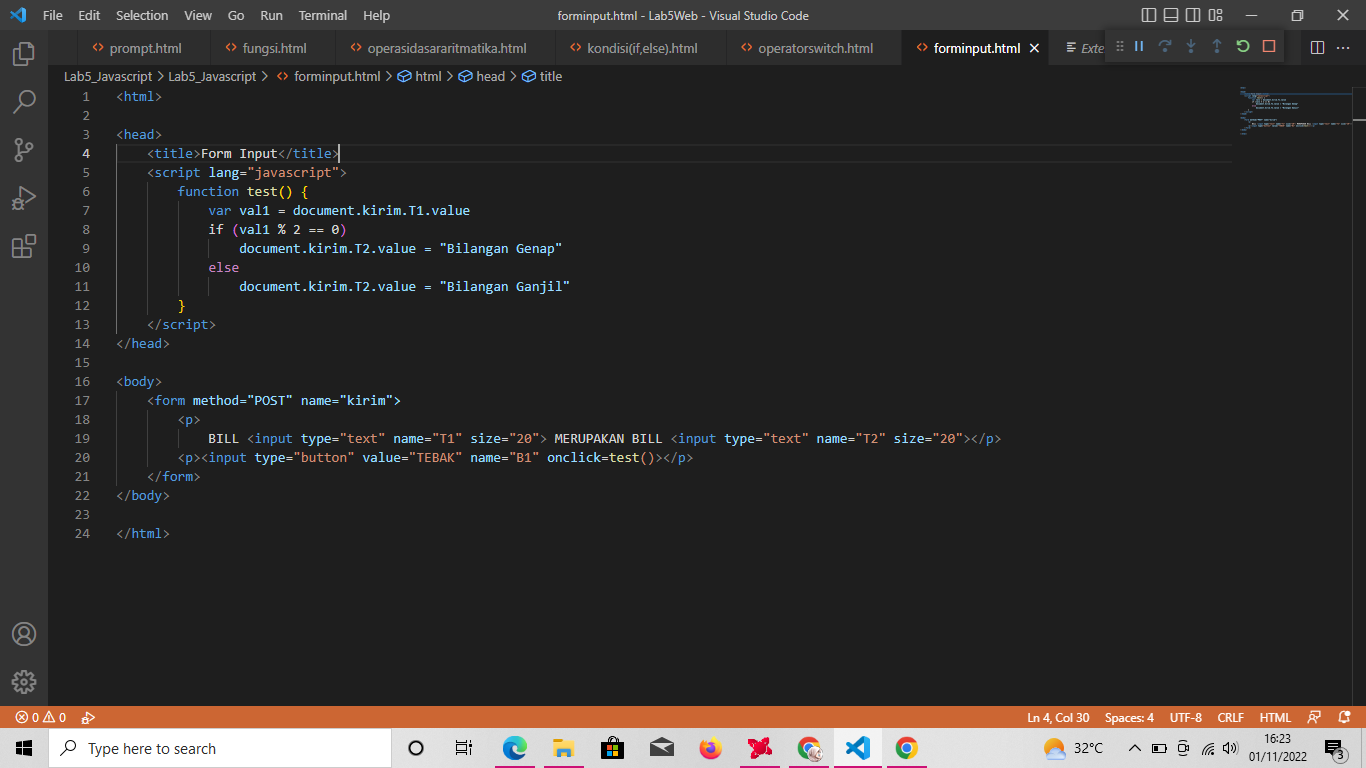 File Edit Selection View Go Run Terminal Help forminput.html - Lab5Web - Visual Studio Code
prompt.html fungsi.html operasidasararitmatika.html kondisi(if,else).html operatorswitch.html forminput.html Exte
Lab5_Javascript > Lab5_Javascript > forminput.html > html > head > title
1 <html>
2
3 <head>
4 <title>Form Input</title>
5 <script lang="javascript">
6 function test() {
7 var val1 = document.kirim.T1.value
8 if (val1 % 2 == 0)
9 document.kirim.T2.value = "Bilangan Genap"
10 else
11 document.kirim.T2.value = "Bilangan Ganjil"
12 }
13 </script>
14 </head>
15
16 <body>
17 <form method="POST" name="kirim">
18 <p>
19 BILL <input type="text" name="T1" size="20"> MERUPAKAN BILL <input type="text" name="T2" size="20"></p>
20 <p><input type="button" value="TEBAK" name="B1" onclick=test()></p>
21 </form>
22 </body>
23
24 </html>
0 0 Ln 4, Col 30 Spaces: 4 UTF-8 CRLF HTML
Type here to search 32°C 16:23
01/11/2022 3